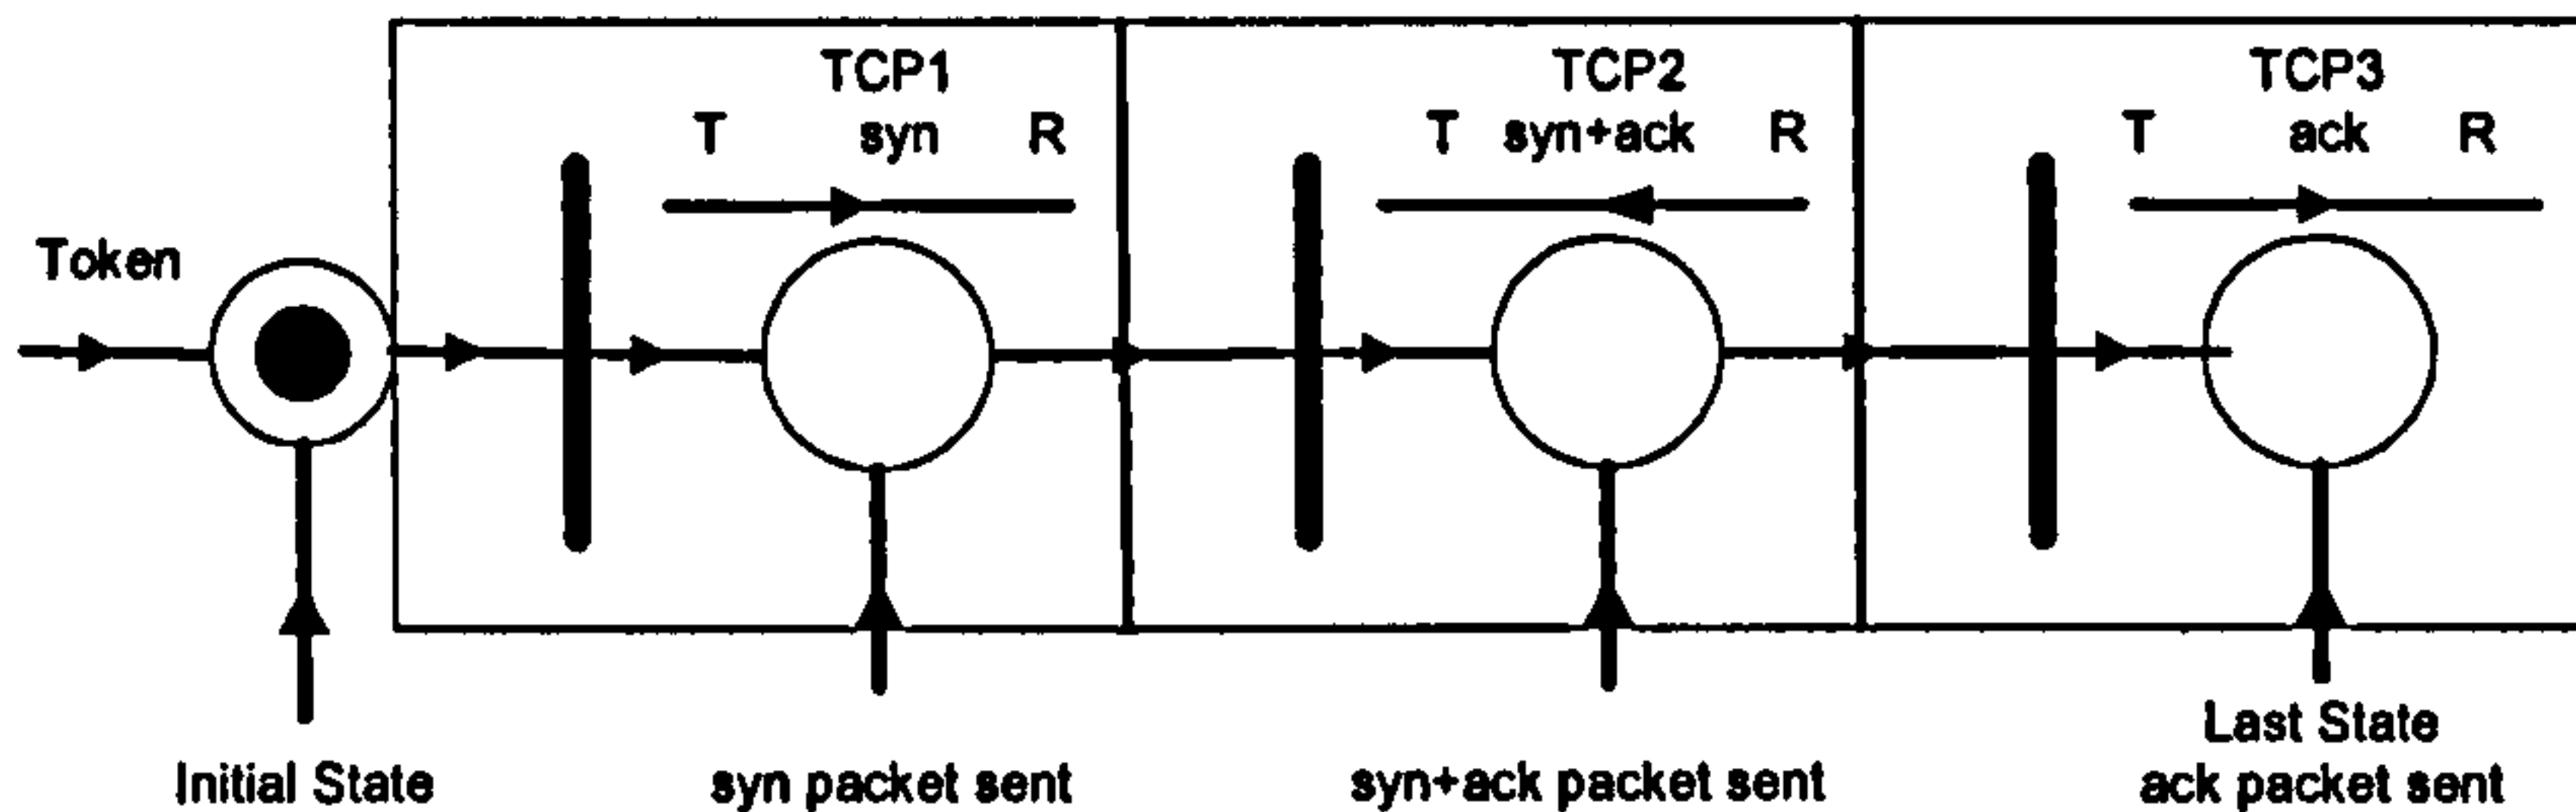 TCP1
T syn R
TCP2
T syn+ack R
TCP3
T ack R
Token
Initial State
syn packet sent
syn+ack packet sent
Last State
ack packet sent